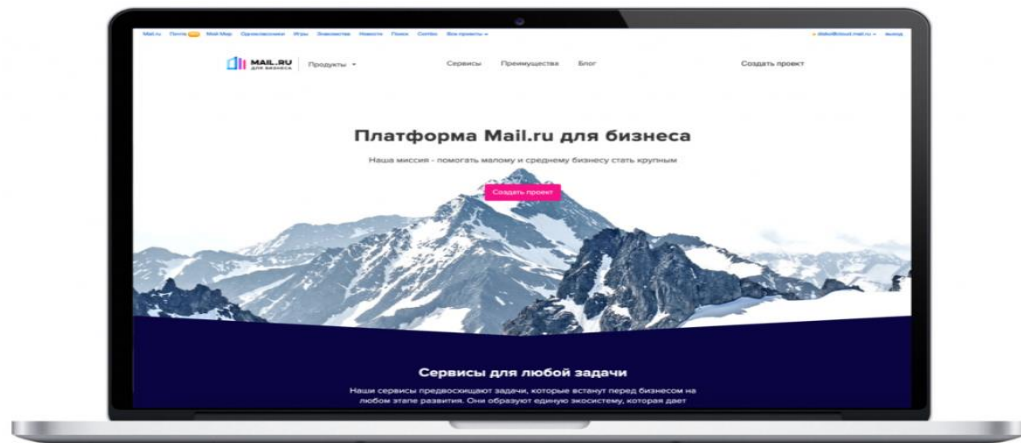 Mail.ru Почта Мой Мир Одноклассники Игры Знакомства Новости Поиск Combo Все проекты выход
MAIL.RU
ДЛЯ БИЗНЕСА
Продукты Сервисы Преимущества Блог Создать проект
Платформа Mail.ru для бизнеса
Наша миссия - помогать малому и среднему бизнесу стать крупным
Создать проект
Сервисы для любой задачи
Наши сервисы предвосхищают задачи, которые встанут перед бизнесом на
любом этапе развития. Они образуют единую экосистему, которая дает